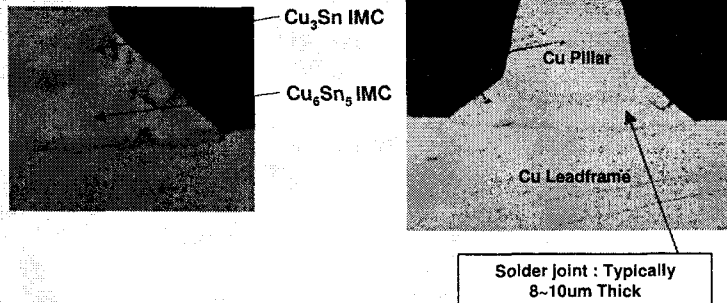 Cu₃Sn IMC
Cu₆Sn₅ IMC
Cu Pillar
Cu Leadframe
Solder joint : Typically
8~10um Thick